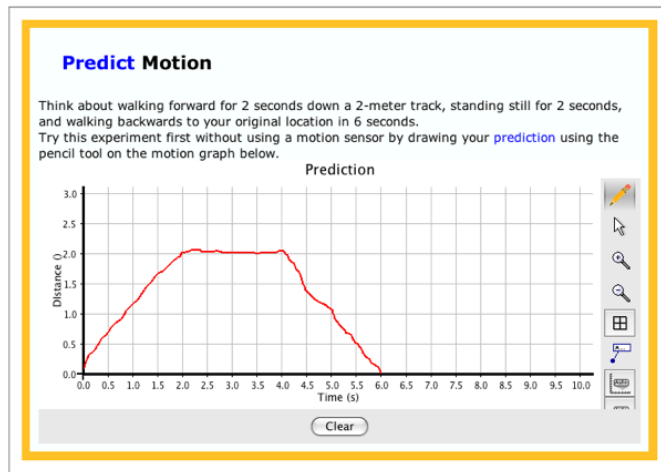 Predict Motion
Think about walking forward for 2 seconds down a 2-meter track, standing still for 2 seconds,
and walking backwards to your original location in 6 seconds.
Try this experiment first without using a motion sensor by drawing your prediction using the
pencil tool on the motion graph below.
Prediction
3.0
2.5
2.0
1.5
1.0
0.5
0.0
Distance ()
0.0 0.5 1.0 1.5 2.0 2.5 3.0 3.5 4.0 4.5 5.0 5.5 6.0 6.5 7.0 7.5 8.0 8.5 9.0 9.5 10.0
Time (s)
Clear